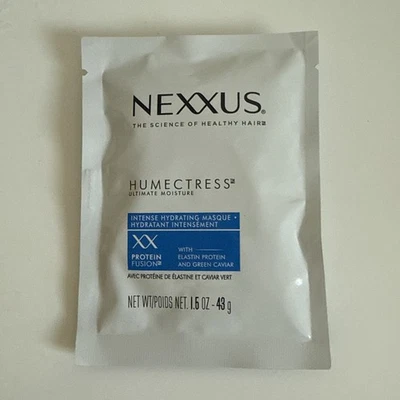 NEXXUS®
THE SCIENCE OF HEALTHY HAIR
HUMECTRESS
ULTIMATE MOISTURE
INTENSE HYDRATING MASQUE •
HYDRATANT INTENSÉMENT
XX
PROTEIN
FUSION
WITH
ELASTIN PROTEIN
AND GREEN CAVIAR
AVEC PROTÉINE DE ÉLASTINE ET CAVIAR VERT
NET WT/POIDS NET. 1.5 OZ - 43 g